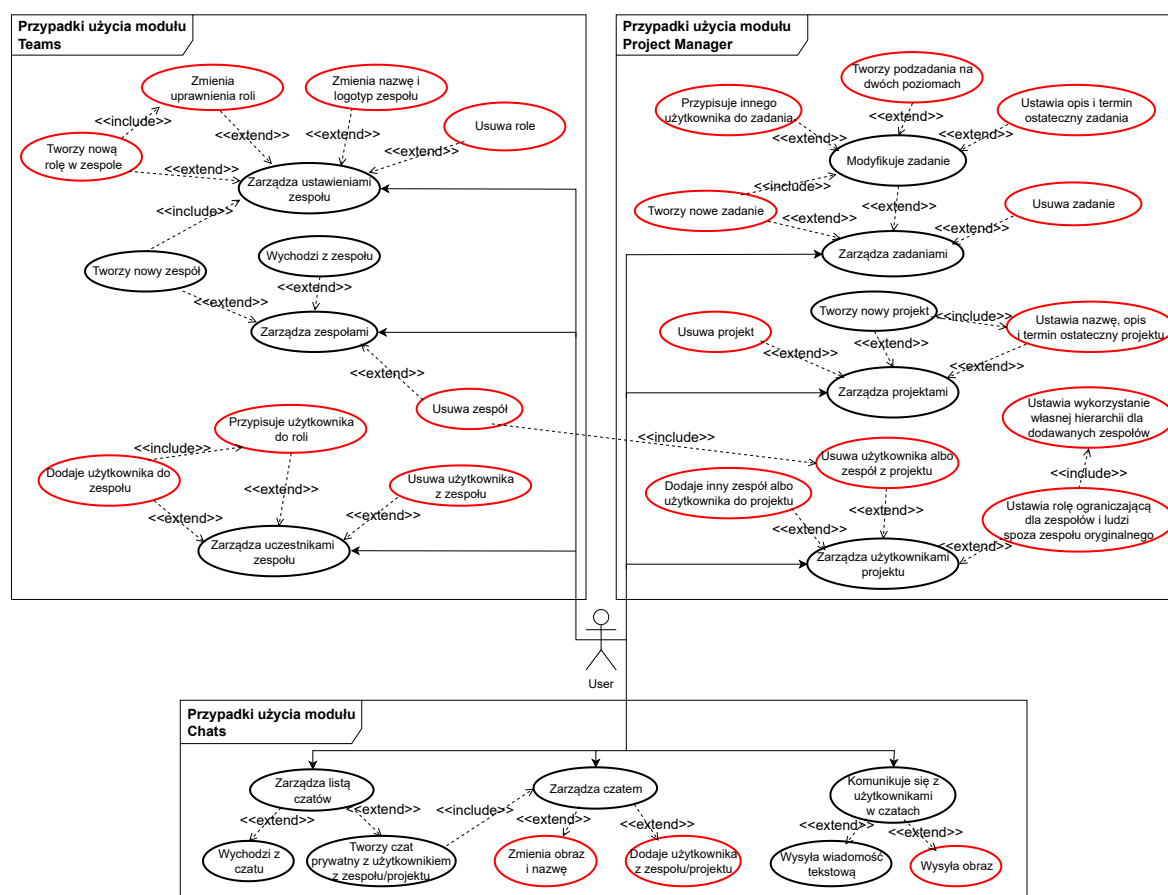 Przypadki użycia modułu
Teams
Zmienia
uprawnienia roli
Zmienia nazwę i
logotyp zespołu
Usuwa role
<<include>>
<<extend>>
<<extend>>
<<extend>>
Tworzy nową
rolę w zespole
<<extend>>
Zarządza ustawieniami
zespołu
<<include>>
Tworzy nowy zespół
Wychodzi z zespołu
<<extend>>
<<extend>>
Zarządza zespołami
<<extend>>
Usuwa zespół
Przypisuje użytkownika
do roli
<<include>>
Dodaje użytkownika do
zespołu
<<extend>>
Usuwa użytkownika
z zespołu
<<extend>>
<<extend>>
Zarządza uczestnikami
zespołu
Przypadki użycia modułu
Project Manager
Tworzy podzadania na
dwóch poziomach
Przypisuje innego
użytkownika do zadania
Ustawia opis i termin
ostateczny zadania
<<extend>>
<<extend>>
<<extend>>
Modyfikuje zadanie
<<include>>
Tworzy nowe zadanie
Usuwa zadanie
<<extend>>
<<extend>>
<<extend>>
Zarządza zadaniami
Tworzy nowy projekt
<<include>>
Usuwa projekt
Ustawia nazwę, opis
i termin ostateczny projektu
<<extend>>
<<extend>>
<<extend>>
Zarządza projektami
Ustawia wykorzystanie
własnej hierarchii dla
dodawanych zespołów
<<include>>
Usuwa użytkownika albo
zespół z projektu
<<include>>
Dodaje inny zespół albo
użytkownika do projektu
Ustawia rolę ograniczającą
dla zespołów i ludzi
spoza zespołu oryginalnego
<<extend>>
<<extend>>
<<extend>>
Zarządza użytkownikami
projektu
User
Przypadki użycia modułu
Chats
Zarządza listą
czatów
Zarządza czatem
Komunikuje się z
użytkownikami
w czatach
<<extend>>
<<extend>>
<<include>>
<<extend>>
<<extend>>
<<extend>>
<<extend>>
Wychodzi z
czatu
Tworzy czat
prywatny z użytkownikiem
z zespołu/projektu
Zmienia obraz
i nazwę
Dodaje użytkownika
z zespołu/projektu
Wysyła wiadomość
tekstową
Wysyła obraz